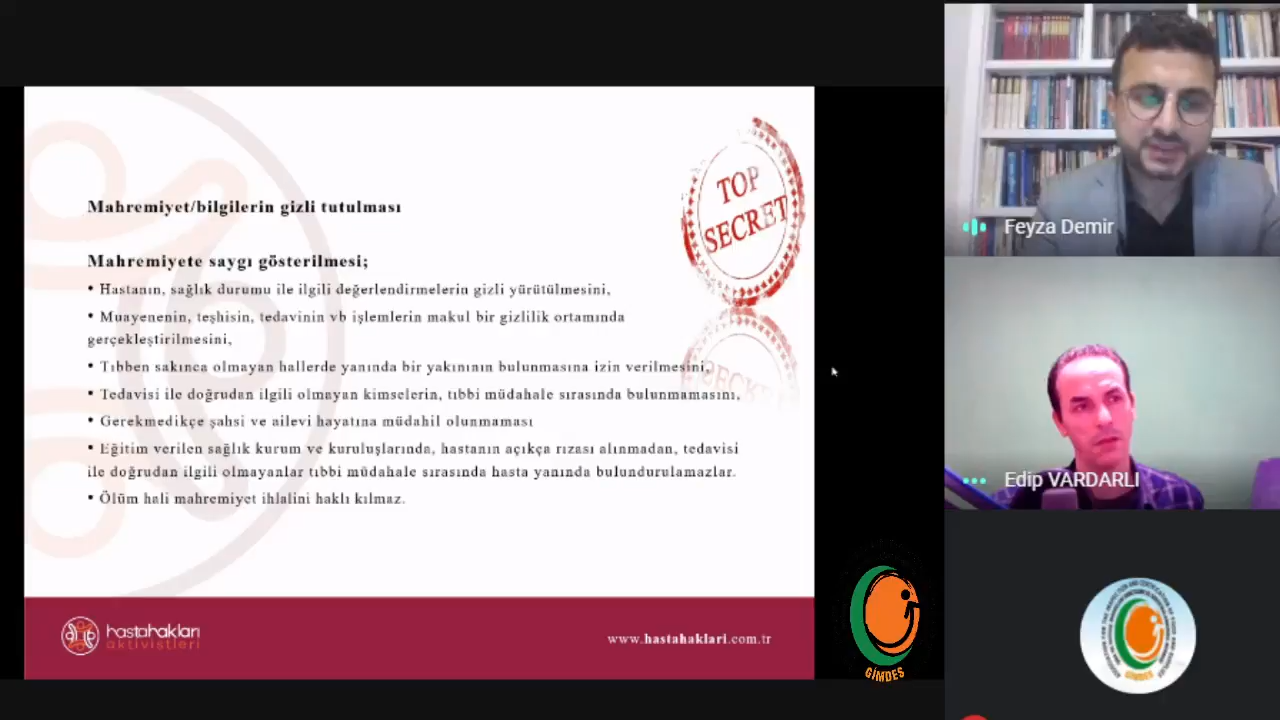 Mahremiyet/bilgilerin gizli tutulması
Mahremiyete saygı gösterilmesi;
• Hastanın, sağlık durumu ile ilgili değerlendirmelerin gizli yürütülmesini,
• Muayenenin, teşhisin, tedavinin vb işlemlerin makul bir gizlilik ortamında
gerçekleştirilmesini,
• Tıbben sakınca olmayan hallerde yanında bir yakınının bulunmasına izin verilmesini,
• Tedavisi ile doğrudan ilgili olmayan kimselerin, tıbbi müdahale sırasında bulunmamasını,
• Gerekmedikçe şahsi ve ailevi hayatına müdahil olunmaması
• Eğitim verilen sağlık kurum ve kuruluşlarında, hastanın açıkça rızası alınmadan, tedavisi
ile doğrudan ilgili olmayanlar tıbbi müdahale sırasında hasta yanında bulundurulamazlar.
• Ölüm hali mahremiyet ihlalini haklı kılmaz.
TOP
SECRET
hastahakları
aktivistleri
www.hastahaklari.com.tr
GİMDES
Feyza Demir
Edip VARDARLI